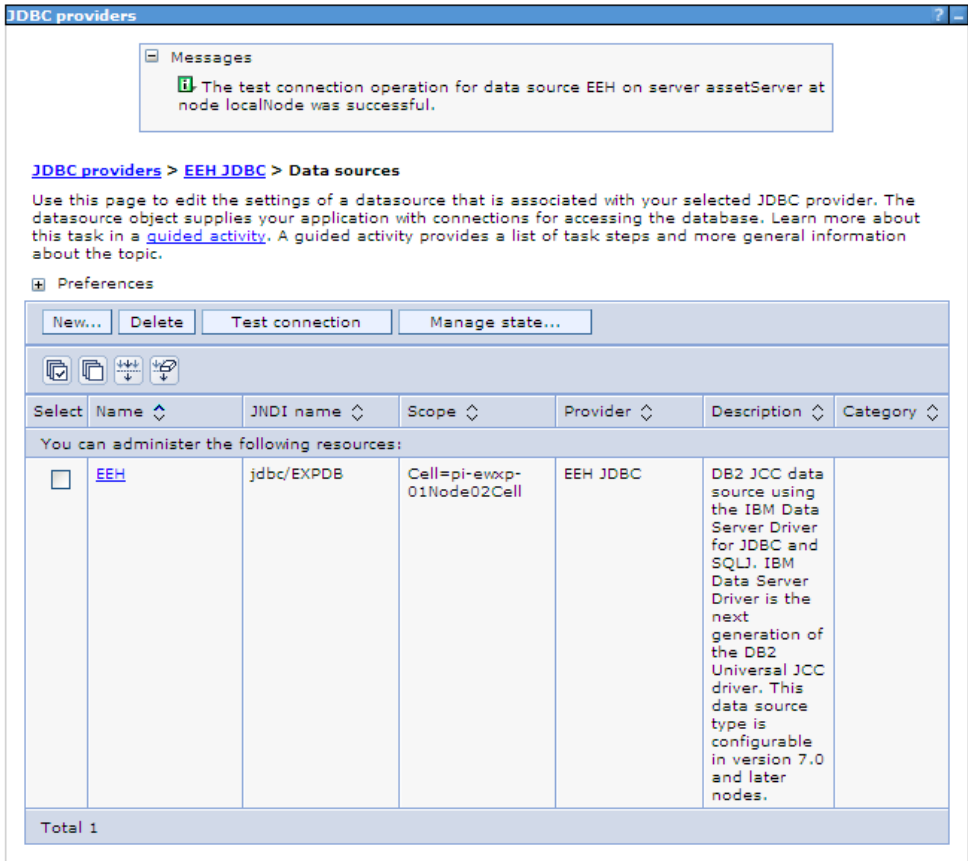 JDBC providers ? _
Messages
The test connection operation for data source EEH on server assetServer at
node localNode was successful.
JDBC providers > EEH JDBC > Data sources
Use this page to edit the settings of a datasource that is associated with your selected JDBC provider. The
datasource object supplies your application with connections for accessing the database. Learn more about
this task in a guided activity. A guided activity provides a list of task steps and more general information
about the topic.
Preferences
New... Delete Test connection Manage state...
Select Name JNDI name Scope Provider Description Category
You can administer the following resources:
EEH jdbc/EXPDB Cell=pi-ewxp- EEH JDBC DB2 JCC data
01Node02Cell source using
the IBM Data
Server Driver
for JDBC and
SQLJ. IBM
Data Server
Driver is the
next
generation of
the DB2
Universal JCC
driver. This
data source
type is
configurable
in version 7.0
and later
nodes.
Total 1